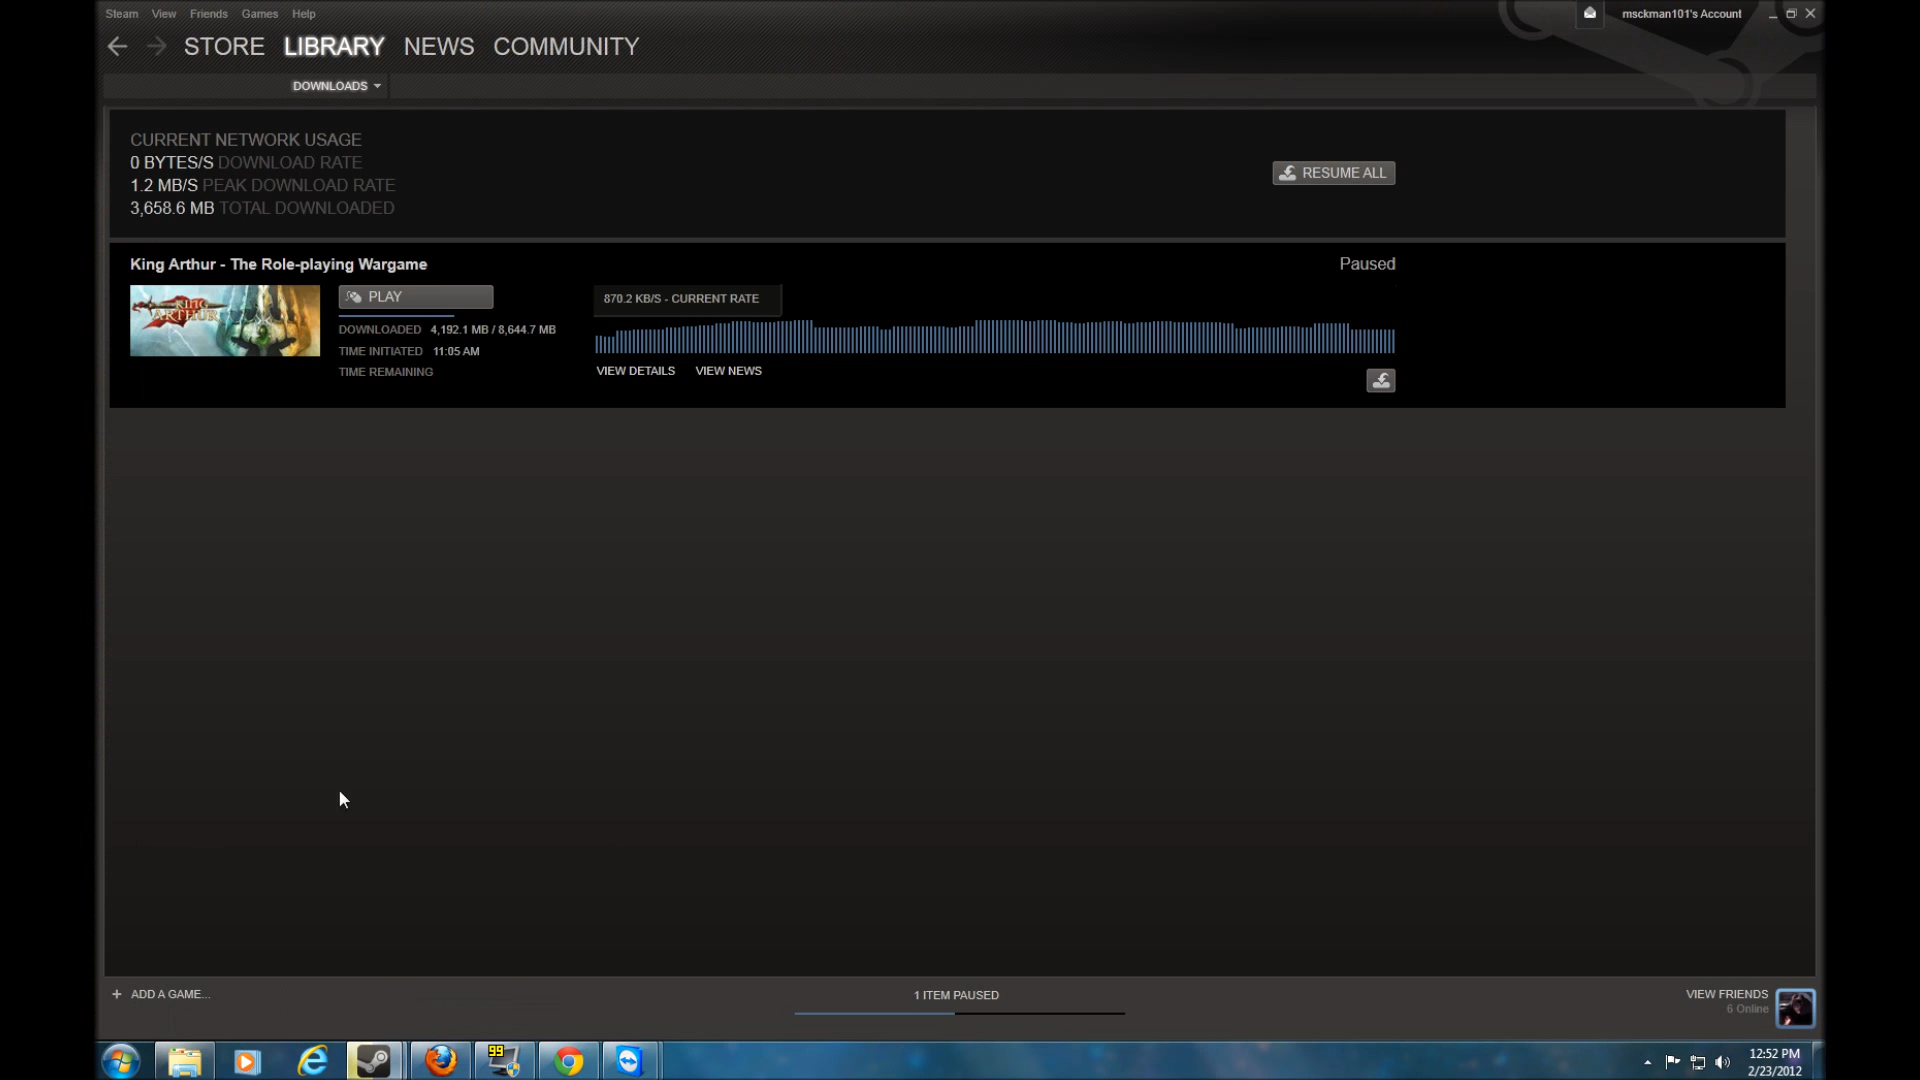 Steam View Friends Games Help
msckman101's Account
STORE LIBRARY NEWS COMMUNITY
DOWNLOADS
CURRENT NETWORK USAGE
0 BYTES/S DOWNLOAD RATE
1.2 MB/S PEAK DOWNLOAD RATE
3,658.6 MB TOTAL DOWNLOADED
RESUME ALL
King Arthur - The Role-playing Wargame
Paused
KING
ARTHUR
PLAY
870.2 KB/S - CURRENT RATE
DOWNLOADED 4,192.1 MB / 8,644.7 MB
TIME INITIATED 11:05 AM
TIME REMAINING
VIEW DETAILS VIEW NEWS
+ ADD A GAME...
1 ITEM PAUSED
VIEW FRIENDS
6 Online
99
12:52 PM
2/23/2012